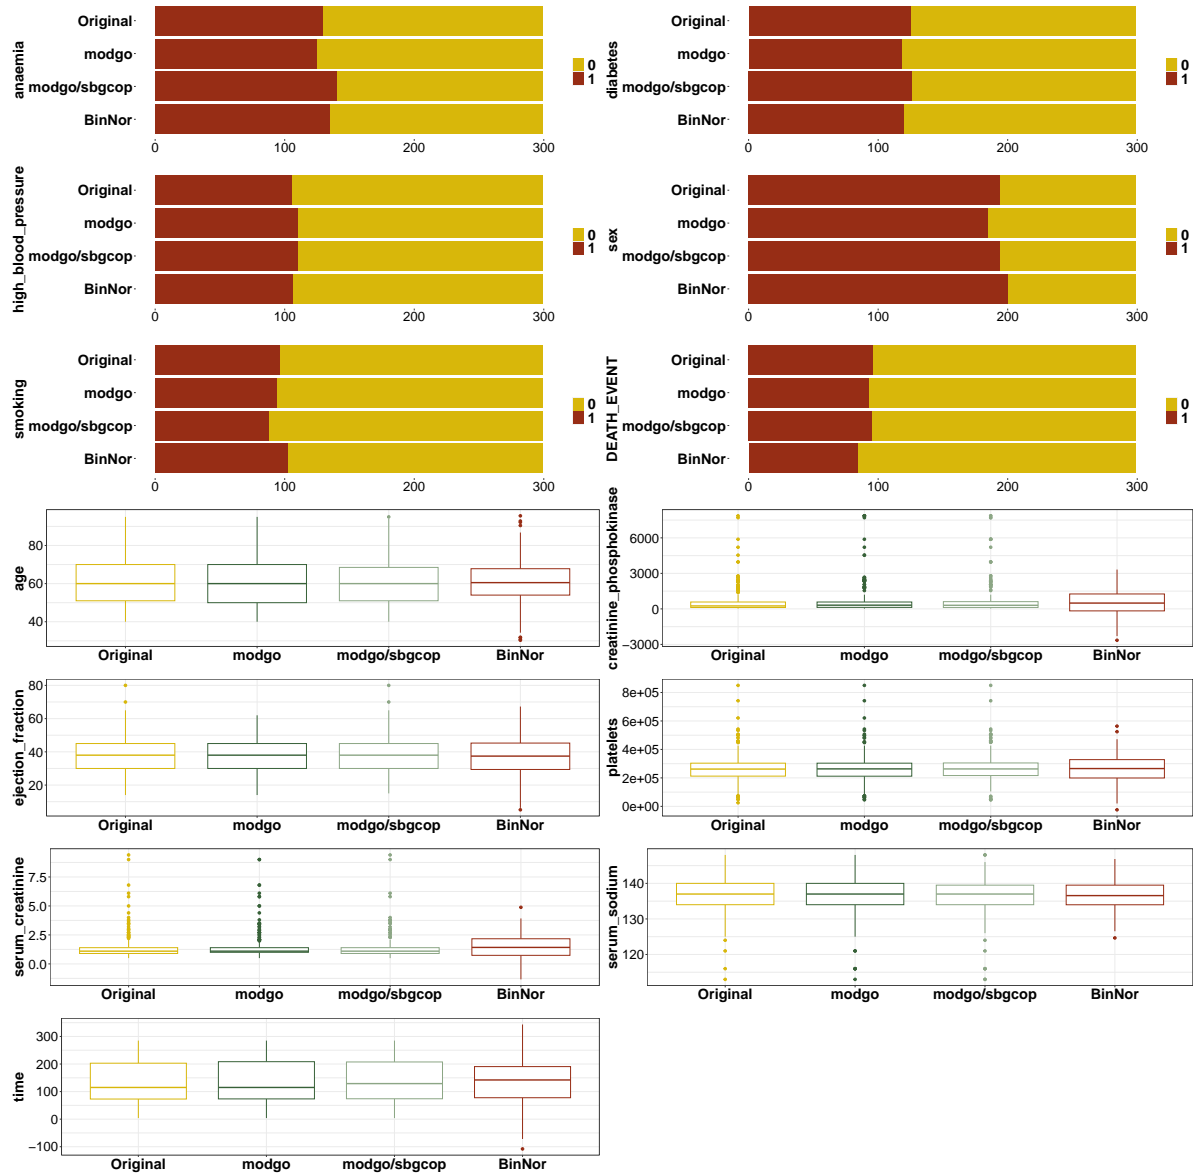 anaemia
Original
modgo
modgo/sbgcop
BinNor
0 100 200 300
0
1
diabetes
Original
modgo
modgo/sbgcop
BinNor
0 100 200 300
0
1
high_blood_pressure
Original
modgo
modgo/sbgcop
BinNor
0 100 200 300
0
1
sex
Original
modgo
modgo/sbgcop
BinNor
0 100 200 300
0
1
smoking
Original
modgo
modgo/sbgcop
BinNor
0 100 200 300
0
1
DEATH_EVENT
Original
modgo
modgo/sbgcop
BinNor
0 100 200 300
0
1
age
80
60
40
Original modgo modgo/sbgcop BinNor
creatinine_phosphokinase
6000
3000
0
−3000
Original modgo modgo/sbgcop BinNor
ejection_fraction
80
60
40
20
Original modgo modgo/sbgcop BinNor
platelets
8e+05
6e+05
4e+05
2e+05
0e+00
Original modgo modgo/sbgcop BinNor
serum_creatinine
7.5
5.0
2.5
0.0
Original modgo modgo/sbgcop BinNor
serum_sodium
140
130
120
Original modgo modgo/sbgcop BinNor
time
300
200
100
0
−100
Original modgo modgo/sbgcop BinNor